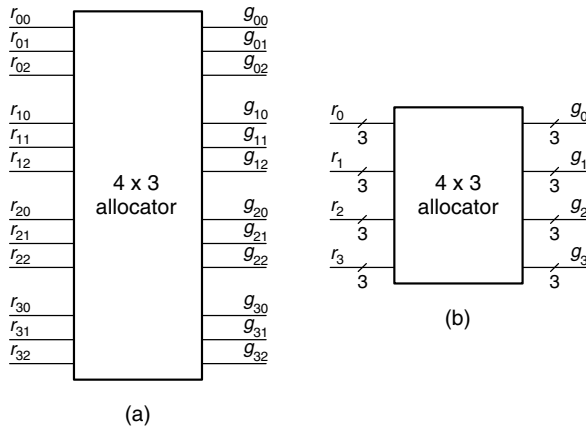 r00 g00
r01 g01
r02 g02
r10 g10
r11 g11
r12 g12
4 x 3
allocator
r20 g20
r21 g21
r22 g22
r30 g30
r31 g31
r32 g32
(a)
r0 g0
3 3
r1 g1
3 3
4 x 3
allocator
r2 g2
3 3
r3 g3
3 3
(b)